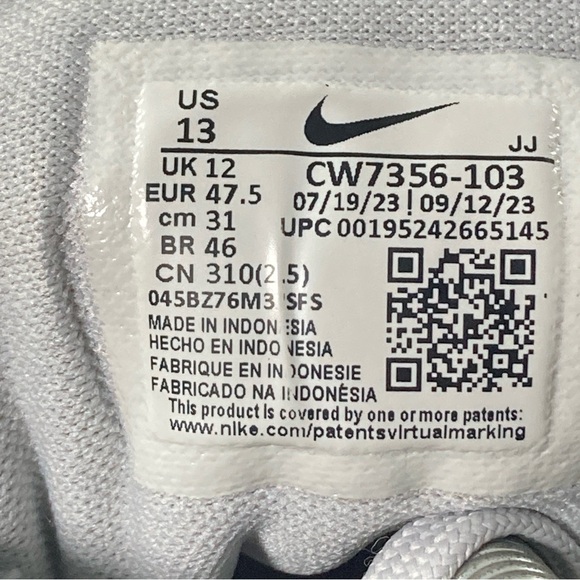 US
13
JJ
UK 12
CW7356-103
EUR 47.5
07/19/23 | 09/12/23
cm 31
UPC 00195242665145
BR 46
CN 310(2.5)
045BZ76M3 SFS
MADE IN INDONESIA
HECHO EN INDONESIA
FABRIQUE EN INDONESIE
FABRICADO NA INDONÉSIA
This product is covered by one or more patents:
www.nike.com/patentsvirtualmarking